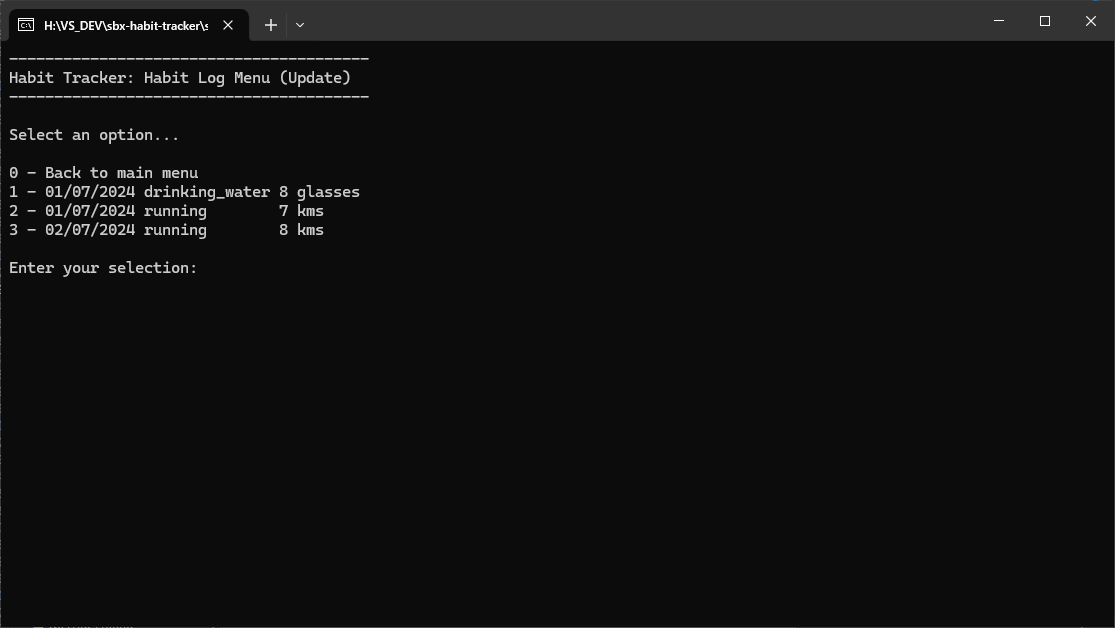 H:\VS_DEV\sbx-habit-tracker\s
----------------------------------------
Habit Tracker: Habit Log Menu (Update)
----------------------------------------
Select an option...
0 - Back to main menu
1 - 01/07/2024 drinking_water 8 glasses
2 - 01/07/2024 running        7 kms
3 - 02/07/2024 running        8 kms
Enter your selection: